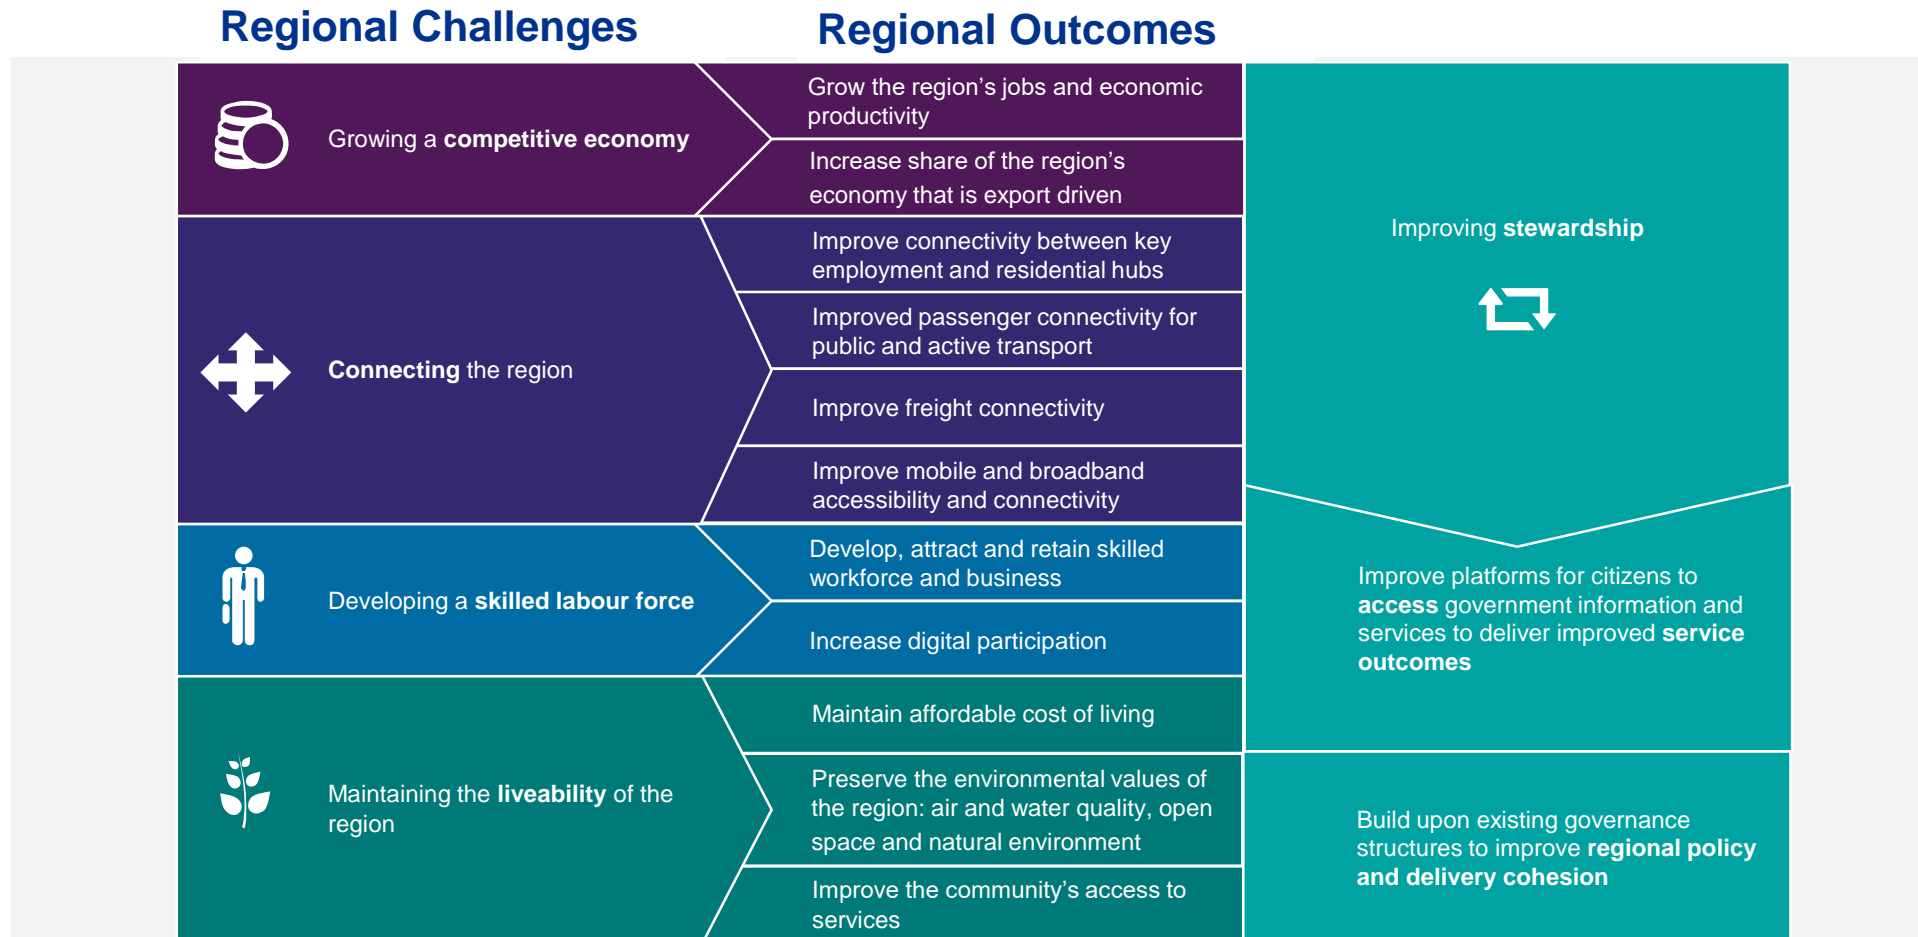 Regional Challenges
Regional Outcomes
Growing a competitive economy
Grow the region’s jobs and economic
productivity
Increase share of the region’s
economy that is export driven
Connecting the region
Improve connectivity between key
employment and residential hubs
Improved passenger connectivity for
public and active transport
Improve freight connectivity
Improve mobile and broadband
accessibility and connectivity
Developing a skilled labour force
Develop, attract and retain skilled
workforce and business
Increase digital participation
Maintaining the liveability of the
region
Maintain affordable cost of living
Preserve the environmental values of
the region: air and water quality, open
space and natural environment
Improve the community’s access to
services
Improving stewardship
Improve platforms for citizens to
access government information and
services to deliver improved service
outcomes
Build upon existing governance
structures to improve regional policy
and delivery cohesion